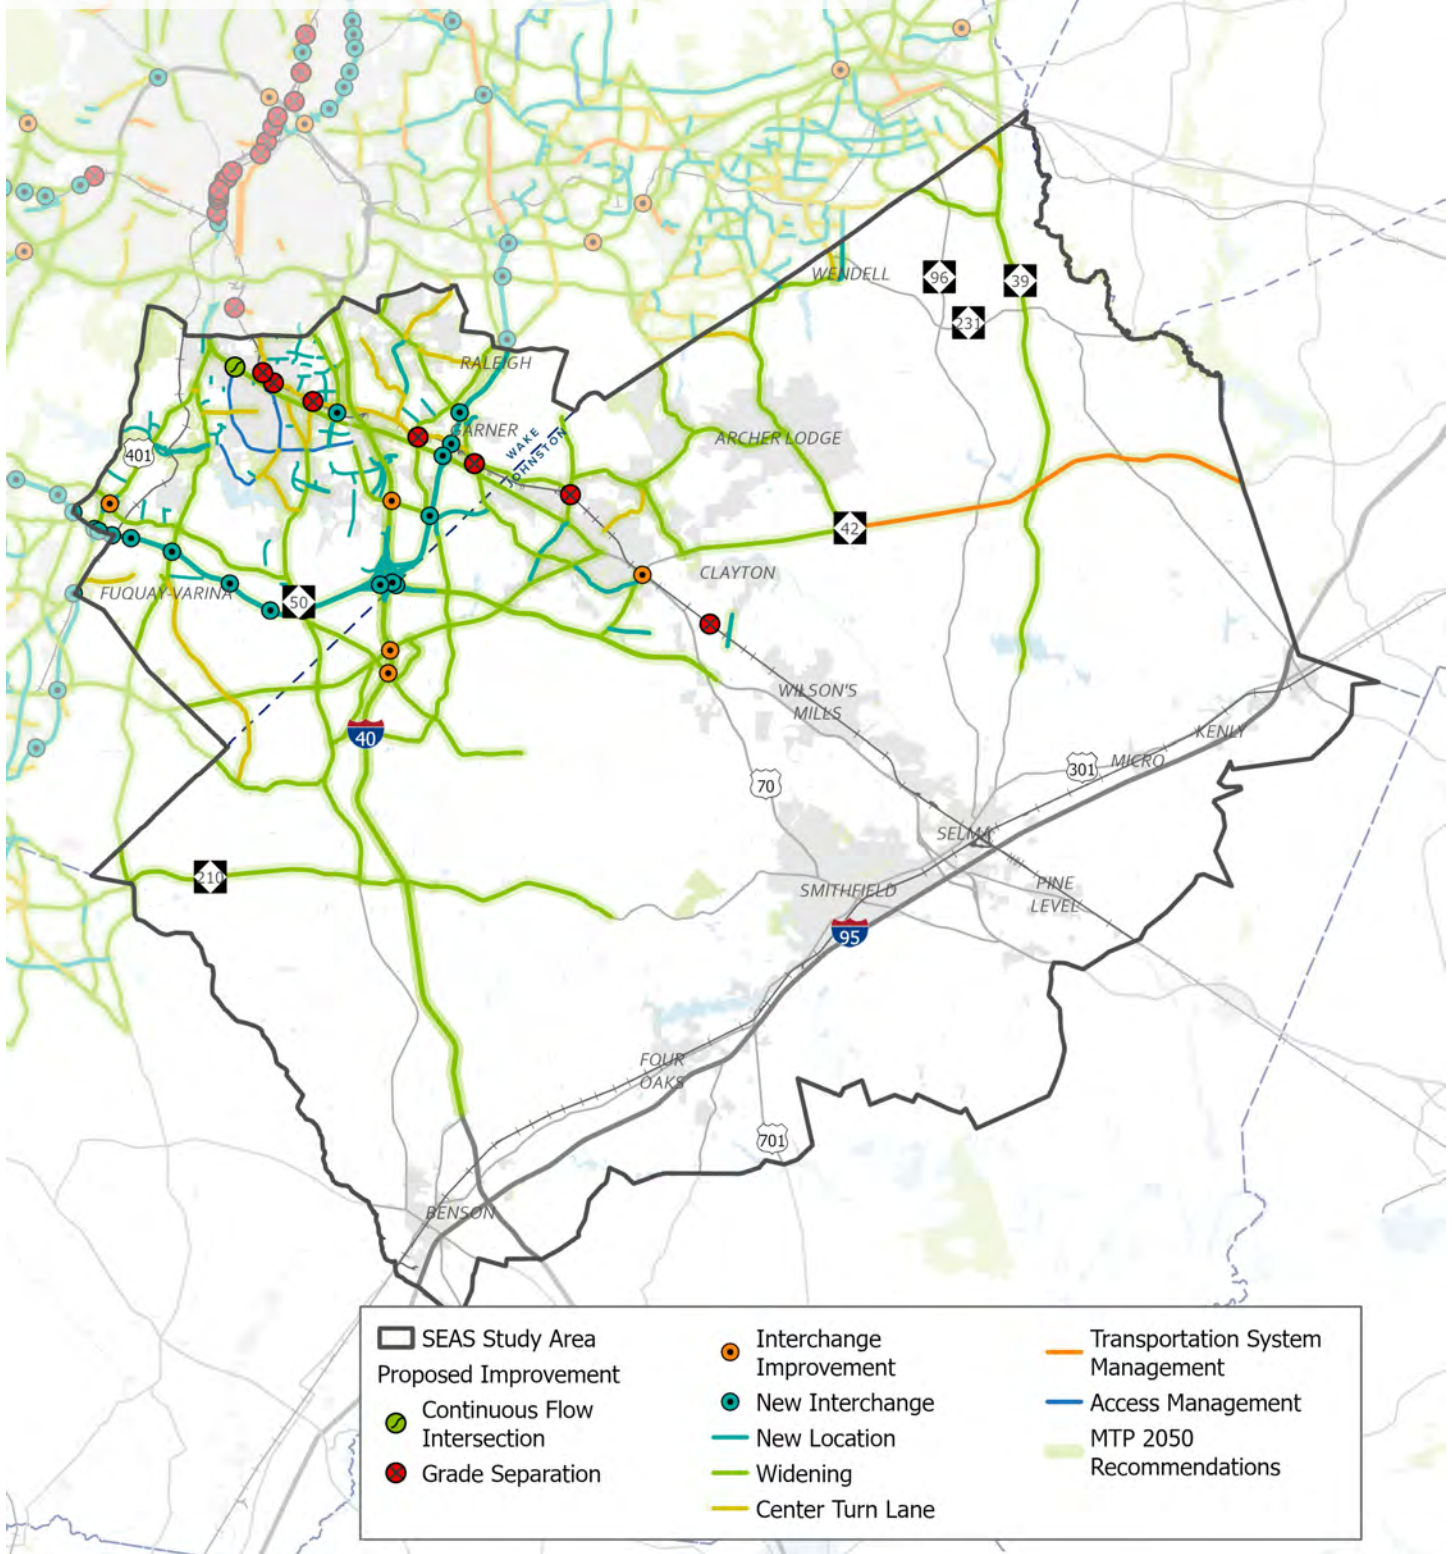 WENDELL
96
39
231
RALEIGH
GARNER
WAKE
JOHNSTON
ARCHER LODGE
401
42
CLAYTON
FUQUAY-VARINA
50
WILSON'S
MILLS
40
KENLY
MICRO
301
70
SELMA
210
SMITHFIELD
PINE
LEVEL
95
FOUR
OAKS
701
BENSON
SEAS Study Area
Proposed Improvement
Continuous Flow
Intersection
Grade Separation
Interchange
Improvement
New Interchange
New Location
Widening
Center Turn Lane
Transportation System
Management
Access Management
MTP 2050
Recommendations